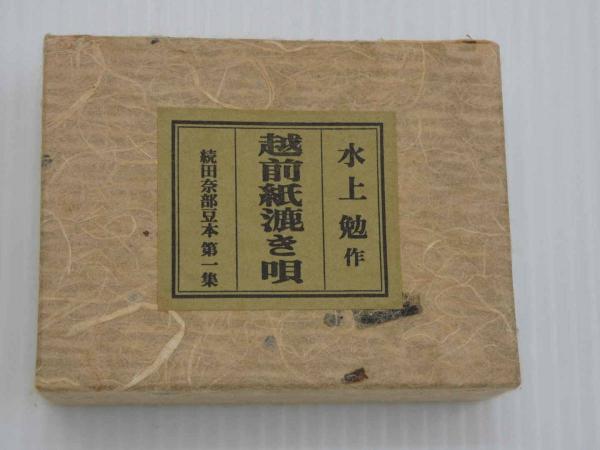 水上勉作
越前紙漉き唄
続田奈部豆本 第一集